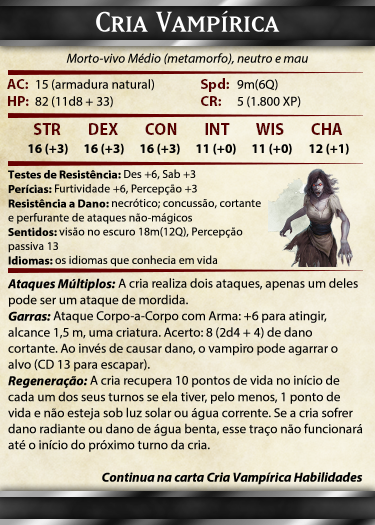 CRIA VAMPÍRICA
Morto-vivo Médio (metamorfo), neutro e mau
AC: 15 (armadura natural) Spd: 9m(6Q)
HP: 82 (11d8 + 33) CR: 5 (1.800 XP)
STR DEX CON INT WIS CHA
16 (+3) 16 (+3) 16 (+3) 11 (+0) 11 (+0) 12 (+1)
Testes de Resistência: Des +6, Sab +3
Perícias: Furtividade +6, Percepção +3
Resistência a Dano: necrótico; concussão, cortante
e perfurante de ataques não-mágicos
Sentidos: visão no escuro 18m(12Q), Percepção
passiva 13
Idiomas: os idiomas que conhecia em vida
Ataques Múltiplos: A cria realiza dois ataques, apenas um deles
pode ser um ataque de mordida.
Garras: Ataque Corpo-a-Corpo com Arma: +6 para atingir,
alcance 1,5 m, uma criatura. Acerto: 8 (2d4 + 4) de dano
cortante. Ao invés de causar dano, o vampiro pode agarrar o
alvo (CD 13 para escapar).
Regeneração: A cria recupera 10 pontos de vida no início de
cada um dos seus turnos se ela tiver, pelo menos, 1 ponto de
vida e não esteja sob luz solar ou água corrente. Se a cria sofrer
dano radiante ou dano de água benta, esse traço não funcionará
até o início do próximo turno da cria.
Continua na carta Cria Vampírica Habilidades